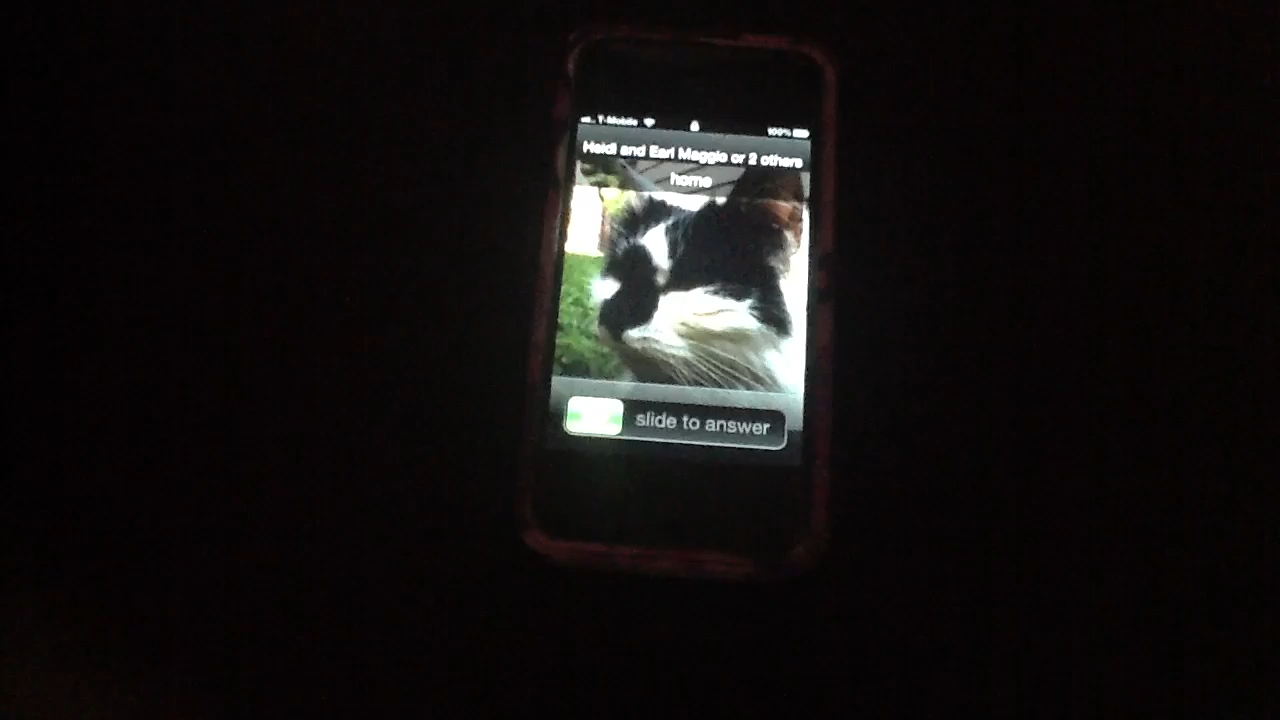 T-Mobile 100%
Heidi and Earl Maggio or 2 others
home
slide to answer